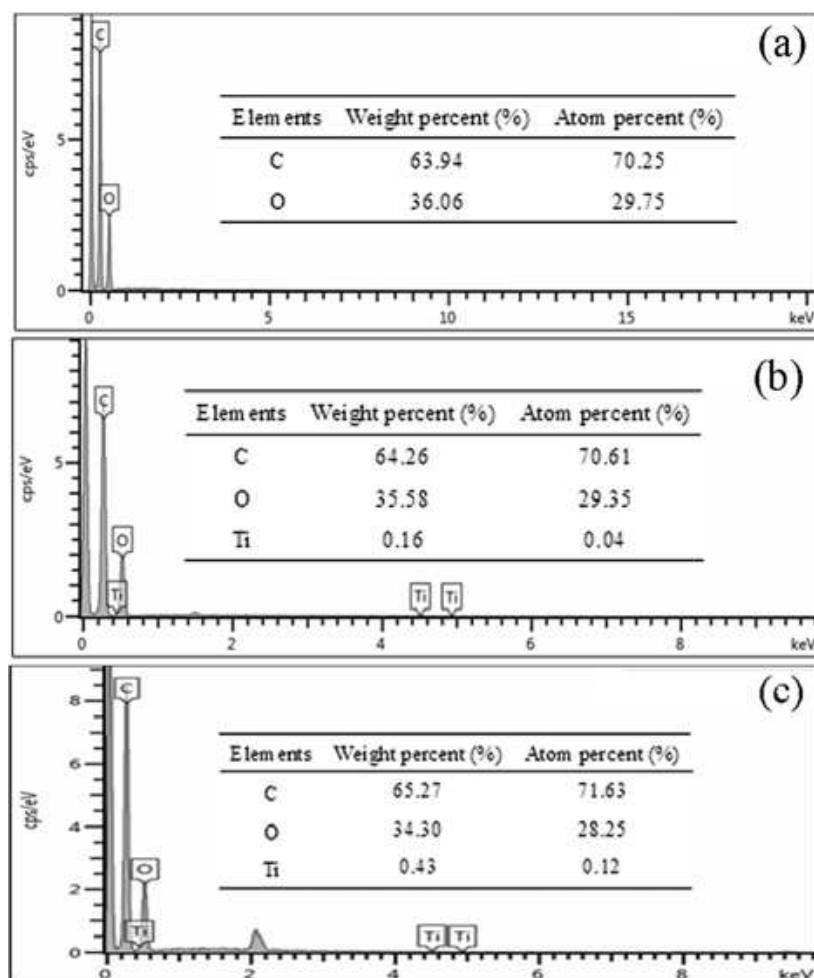 (a)
C
Elements Weight percent (%) Atom percent (%)
cps/eV
5
C 63.94 70.25
O
O 36.06 29.75
0
0 5 10 15 keV
(b)
C
Elements Weight percent (%) Atom percent (%)
cps/eV
5
C 64.26 70.61
O 35.58 29.35
O
Ti 0.16 0.04
Ti Ti Ti
0
0 2 4 6 8 keV
(c)
8
C
Elements Weight percent (%) Atom percent (%)
6
C 65.27 71.63
cps/eV
4
O 34.30 28.25
Ti 0.43 0.12
2
O
Ti Ti Ti
0
0 2 4 6 8 keV